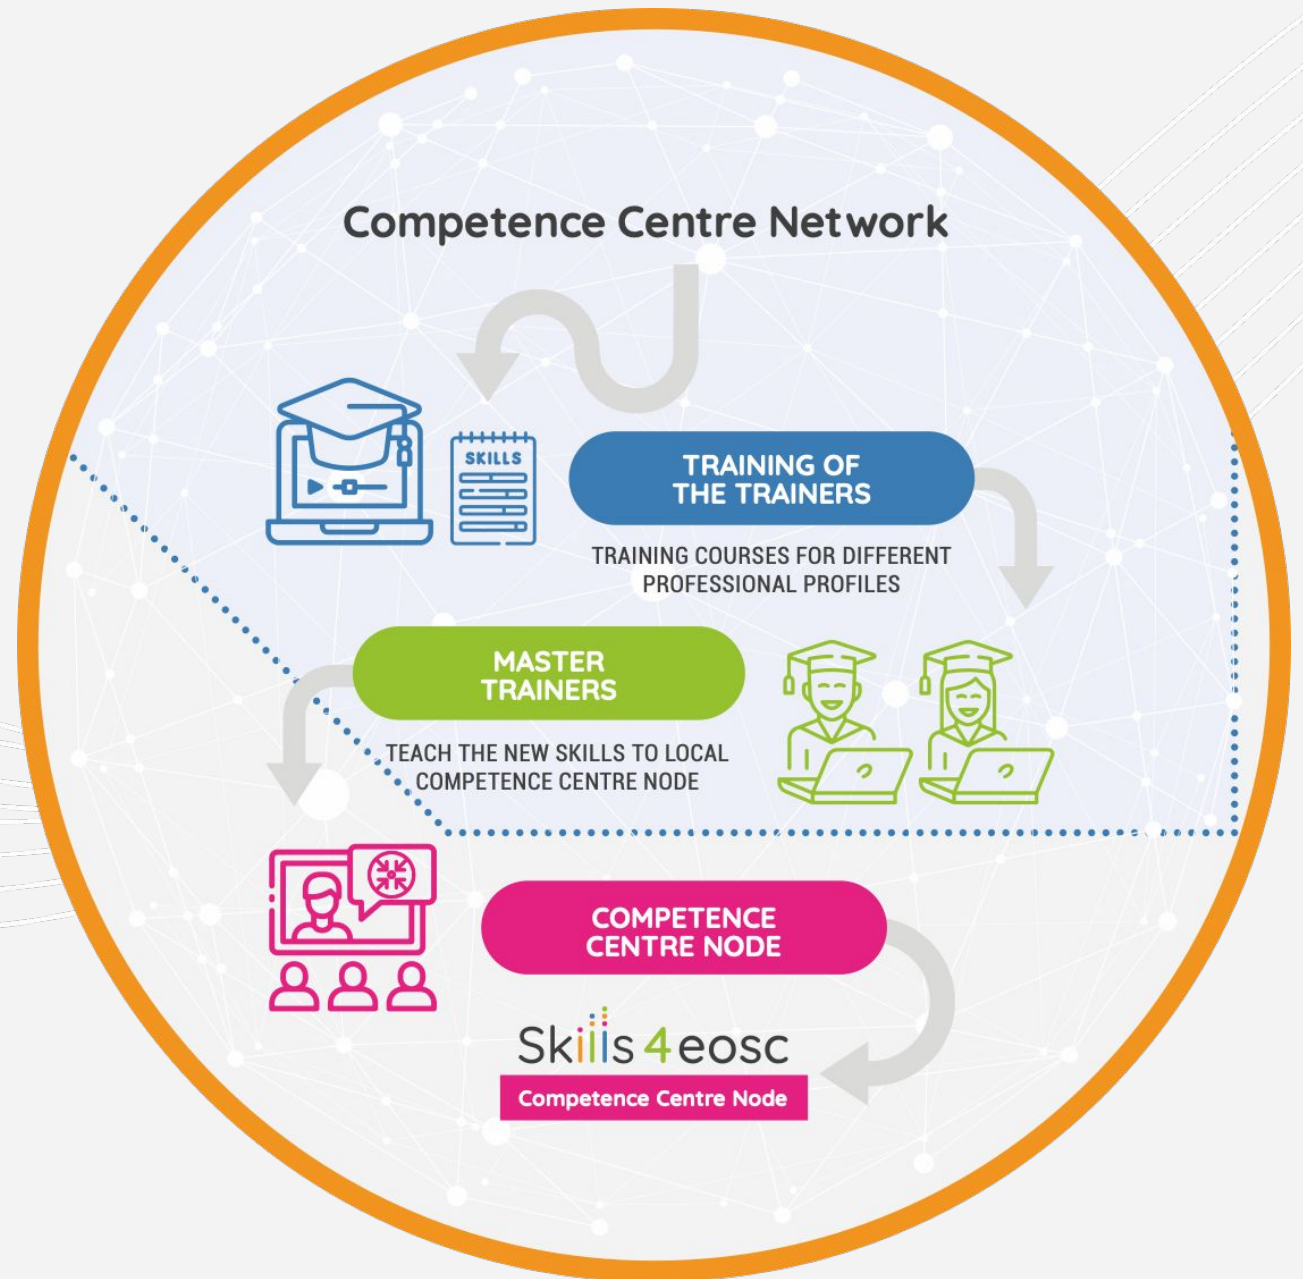 Competence Centre Network
SKILLS
TRAINING OF
THE TRAINERS
TRAINING COURSES FOR DIFFERENT
PROFESSIONAL PROFILES
MASTER
TRAINERS
TEACH THE NEW SKILLS TO LOCAL
COMPETENCE CENTRE NODE
COMPETENCE
CENTRE NODE
Skills4eosc
Competence Centre Node